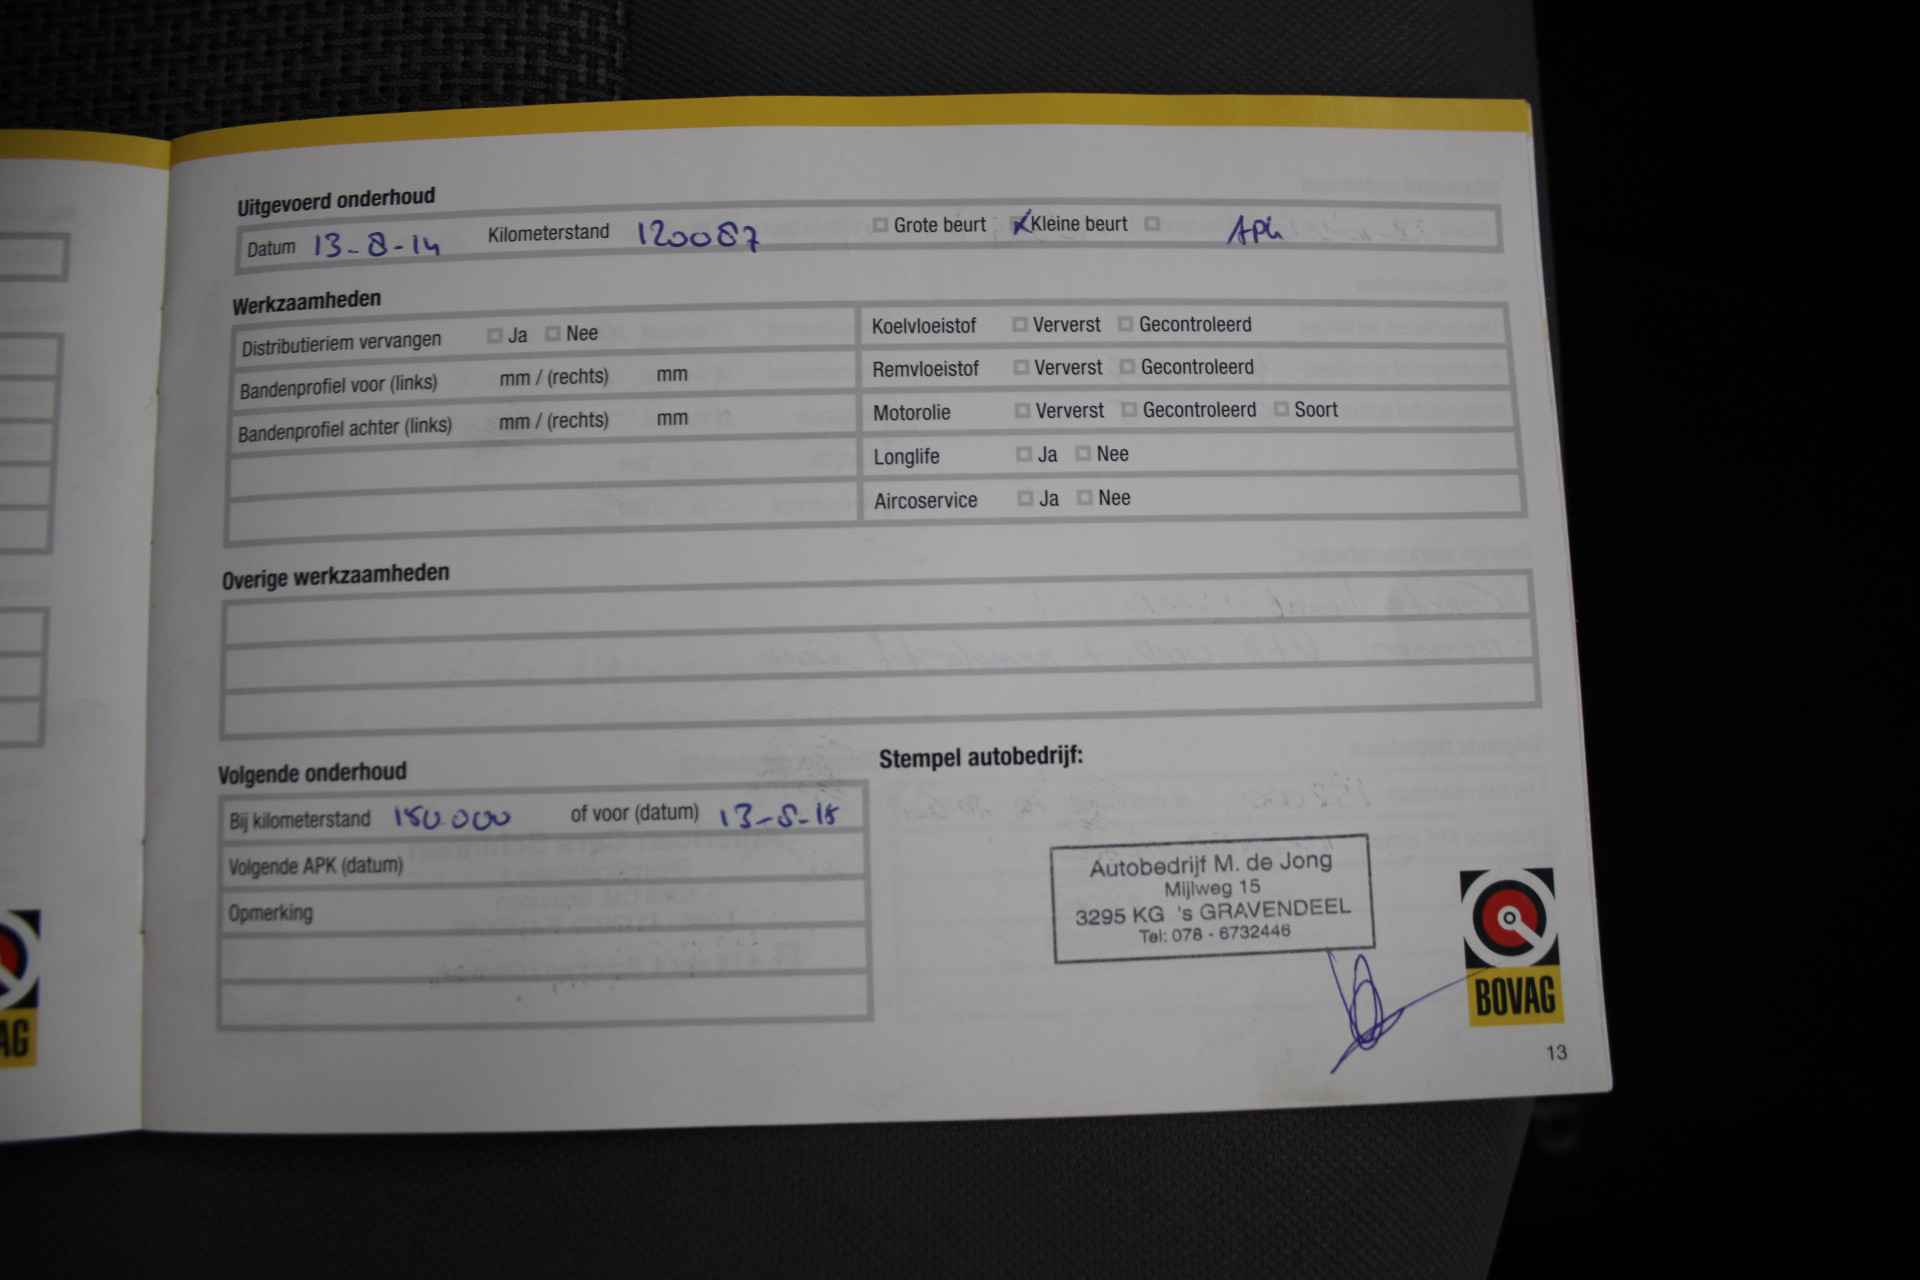 Uitgevoerd onderhoud
Datum 13-8-14 Kilometerstand 120087 Grote beurt Kleine beurt APK
Werkzaamheden
Distributieriem vervangen Ja Nee
Bandenprofiel voor (links) mm / (rechts) mm
Bandenprofiel achter (links) mm / (rechts) mm
Koelvloeistof Ververst Gecontroleerd
Remvloeistof Ververst Gecontroleerd
Motorolie Ververst Gecontroleerd Soort
Longlife Ja Nee
Aircoservice Ja Nee
Overige werkzaamheden
Volgende onderhoud
Bij kilometerstand 150.000 of voor (datum) 13-8-15
Volgende APK (datum)
Opmerking
Stempel autobedrijf:
Autobedrijf M. de Jong
Mijlweg 15
3295 KG 's GRAVENDEEL
Tel: 078 - 6732446
BOVAG
13
AG